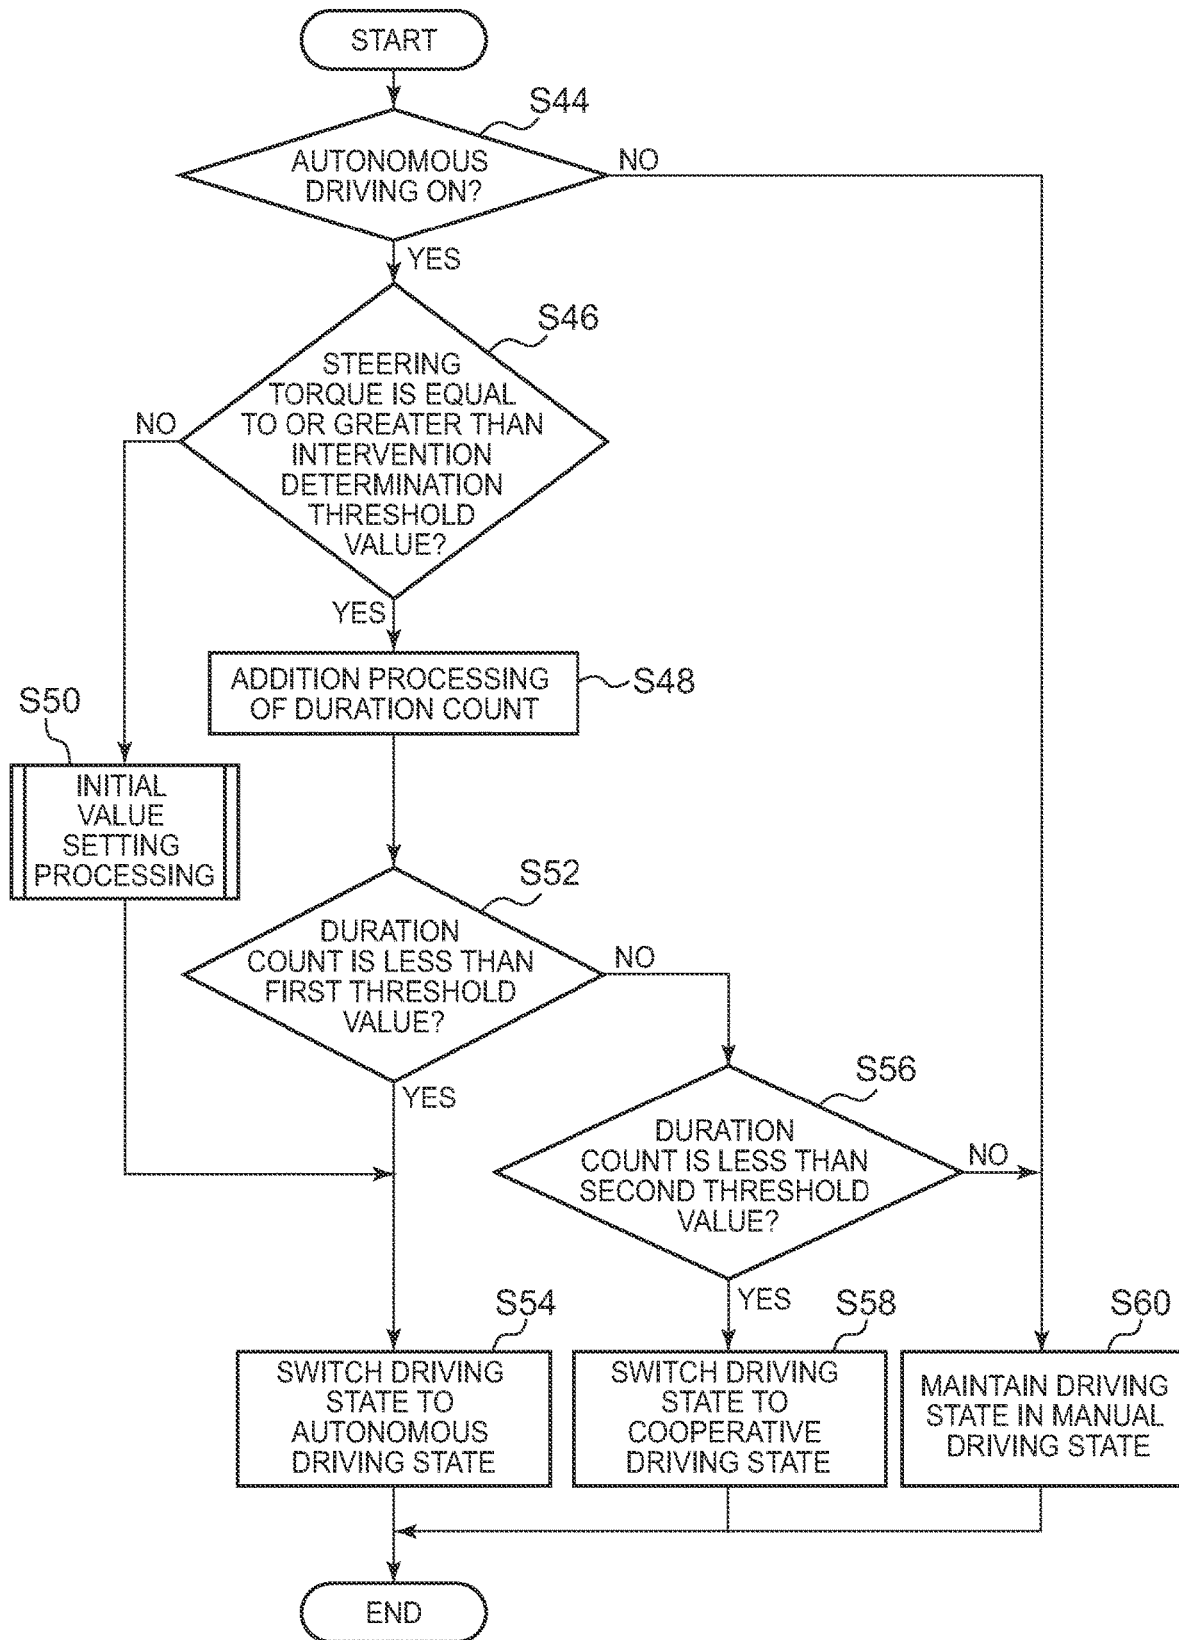 START
S44
AUTONOMOUS
DRIVING ON?
NO
YES
S46
STEERING
TORQUE IS EQUAL
TO OR GREATER THAN
INTERVENTION
DETERMINATION
THRESHOLD
VALUE?
NO
YES
ADDITION PROCESSING
OF DURATION COUNT
S48
S50
INITIAL
VALUE
SETTING
PROCESSING
S52
DURATION
COUNT IS LESS THAN
FIRST THRESHOLD
VALUE?
NO
YES
S56
DURATION
COUNT IS LESS THAN
SECOND THRESHOLD
VALUE?
NO
YES
S54
SWITCH DRIVING
STATE TO
AUTONOMOUS
DRIVING STATE
S58
SWITCH DRIVING
STATE TO
COOPERATIVE
DRIVING STATE
S60
MAINTAIN DRIVING
STATE IN MANUAL
DRIVING STATE
END